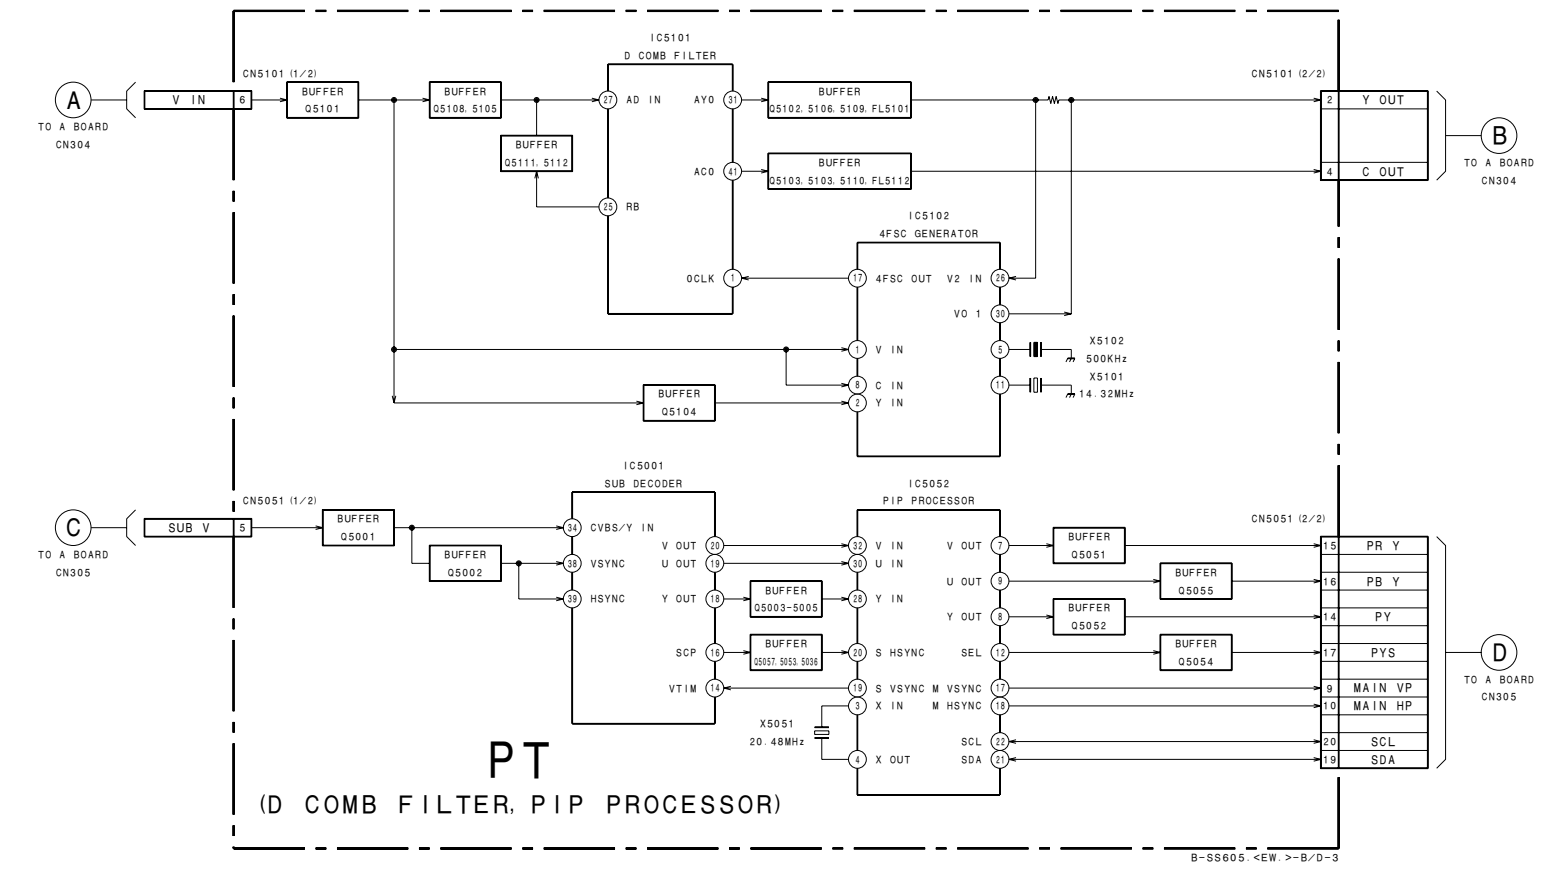 IC5101
D COMB FILTER
CN5101 (1/2)
CN5101 (2/2)
A
V IN 6
TO A BOARD
CN304
BUFFER
Q5101
BUFFER
Q5108, 5105
27 AD IN
AYO 31
BUFFER
Q5102, 5106, 5109, FL5101
2 Y OUT
B
TO A BOARD
CN304
BUFFER
Q5111, 5112
ACO 41
BUFFER
Q5103, 5103, 5110, FL5112
4 C OUT
25 RB
OCLK 1
IC5102
4FSC GENERATOR
17 4FSC OUT
V2 IN 26
VO 1 30
1 V IN
5
X5102
500KHz
8 C IN
11
X5101
14.32MHz
2 Y IN
BUFFER
Q5104
IC5001
SUB DECODER
IC5052
PIP PROCESSOR
CN5051 (1/2)
CN5051 (2/2)
C
SUB V 5
TO A BOARD
CN305
BUFFER
Q5001
BUFFER
Q5002
34 CVBS/Y IN
38 VSYNC
39 HSYNC
V OUT 20
U OUT 19
Y OUT 18
SCP 16
VTIM 14
BUFFER
Q5003-5005
BUFFER
Q5057, 5053, 5036
32 V IN
30 U IN
28 Y IN
20 S HSYNC
19 S VSYNC
3 X IN
4 X OUT
X5051
20.48MHz
V OUT 7
U OUT 9
Y OUT 8
SEL 12
M VSYNC 17
M HSYNC 18
SCL 22
SDA 21
BUFFER
Q5051
BUFFER
Q5055
BUFFER
Q5052
BUFFER
Q5054
15 PR Y
16 PB Y
14 PY
17 PYS
9 MAIN VP
10 MAIN HP
20 SCL
19 SDA
D
TO A BOARD
CN305
PT
(D COMB FILTER, PIP PROCESSOR)
B-SS605.<EW.>-B/D-3